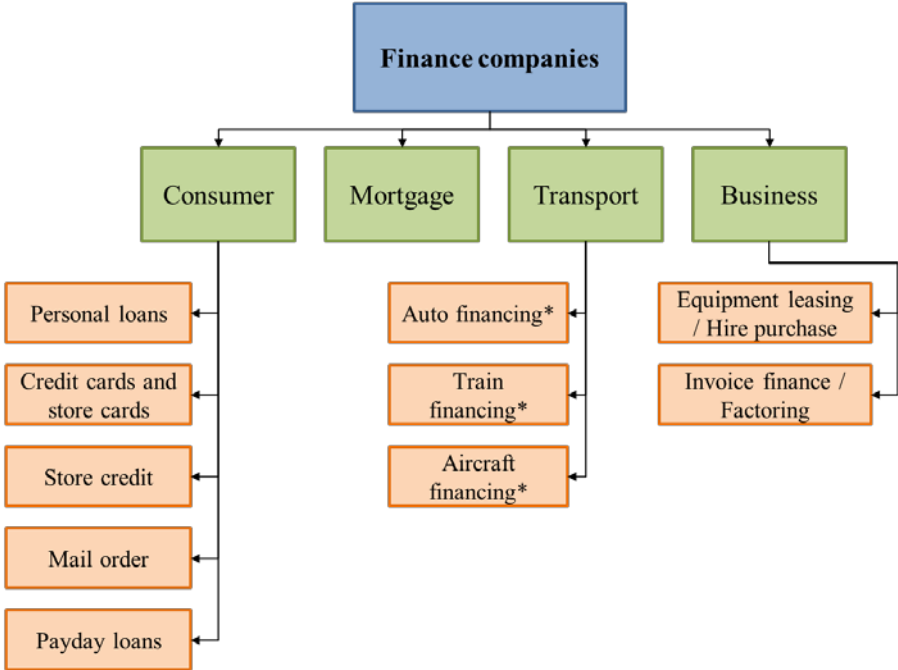 Finance companies
Consumer
Mortgage
Transport
Business
Personal loans
Credit cards and
store cards
Store credit
Mail order
Payday loans
Auto financing*
Train
financing*
Aircraft
financing*
Equipment leasing
/ Hire purchase
Invoice finance /
Factoring